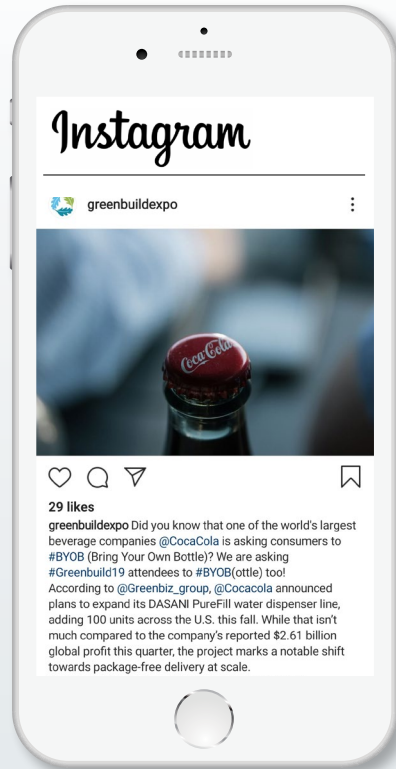 Instagram
greenbuildexpo
Coca-Cola
29 likes
greenbuildexpo Did you know that one of the world's largest
beverage companies @CocaCola is asking consumers to
#BYOB (Bring Your Own Bottle)? We are asking
#Greenbuild19 attendees to #BYOB(ottle) too!
According to @Greenbiz_group, @Cocacola announced
plans to expand its DASANI PureFill water dispenser line,
adding 100 units across the U.S. this fall. While that isn't
much compared to the company's reported $2.61 billion
global profit this quarter, the project marks a notable shift
towards package-free delivery at scale.